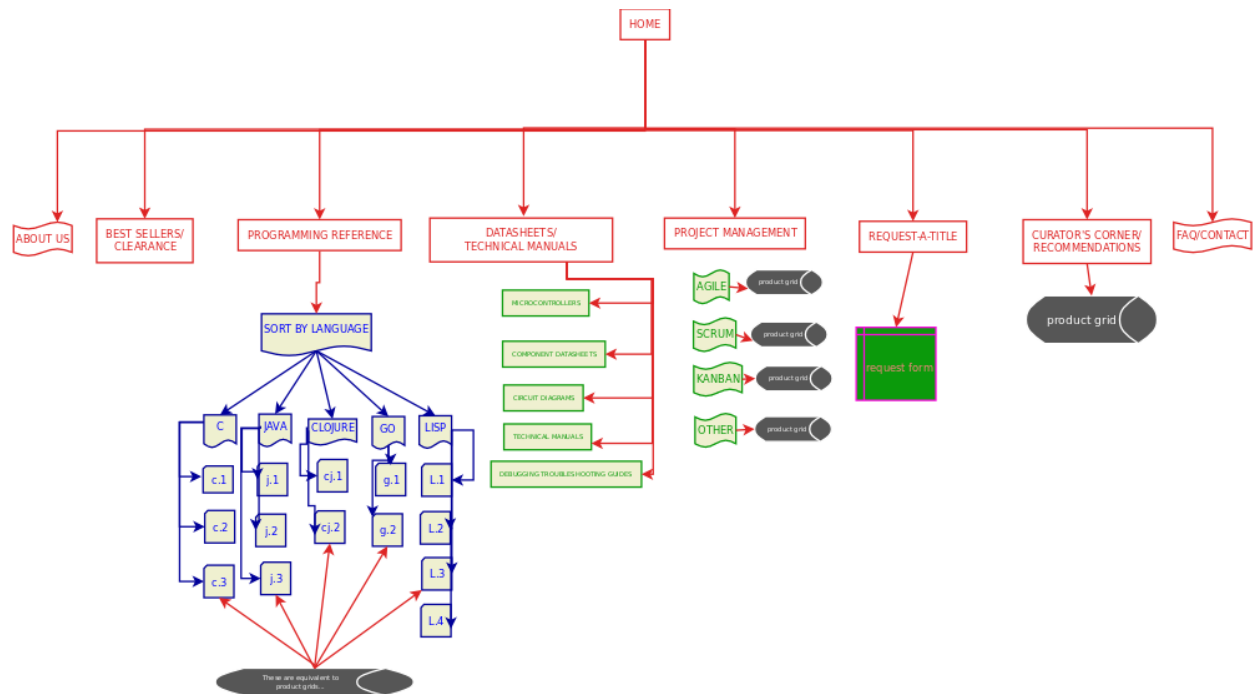 HOME
ABOUT US
BEST SELLERS/
CLEARANCE
PROGRAMMING REFERENCE
DATASHEETS/
TECHNICAL MANUALS
PROJECT MANAGEMENT
REQUEST-A-TITLE
CURATOR'S CORNER/
RECOMMENDATIONS
FAQ/CONTACT
SORT BY LANGUAGE
C
JAVA
CLOJURE
GO
LISP
c.1
j.1
cj.1
g.1
L.1
c.2
j.2
cj.2
g.2
L.2
c.3
j.3
L.3
L.4
These are equivalent to
product grids...
MICROCONTROLLERS
COMPONENT DATASHEETS
CIRCUIT DIAGRAMS
TECHNICAL MANUALS
DEBUGGING TROUBLESHOOTING GUIDES
AGILE
product grid
SCRUM
product grid
KANBAN
product grid
OTHER
product grid
request form
product grid